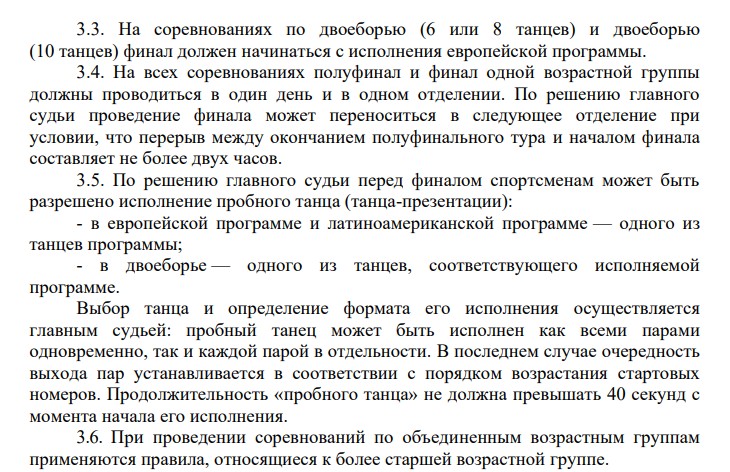 3.3. На соревнованиях по двоеборью (6 или 8 танцев) и двоеборью
(10 танцев) финал должен начинаться с исполнения европейской программы.
3.4. На всех соревнованиях полуфинал и финал одной возрастной группы
должны проводиться в один день и в одном отделении. По решению главного
судьи проведение финала может переноситься в следующее отделение при
условии, что перерыв между окончанием полуфинального тура и началом финала
составляет не более двух часов.
3.5. По решению главного судьи перед финалом спортсменам может быть
разрешено исполнение пробного танца (танца-презентации):
- в европейской программе и латиноамериканской программе — одного из
танцев программы;
- в двоеборье — одного из танцев, соответствующего исполняемой
программе.
Выбор танца и определение формата его исполнения осуществляется
главным судьей: пробный танец может быть исполнен как всеми парами
одновременно, так и каждой парой в отдельности. В последнем случае очередность
выхода пар устанавливается в соответствии с порядком возрастания стартовых
номеров. Продолжительность «пробного танца» не должна превышать 40 секунд с
момента начала его исполнения.
3.6. При проведении соревнований по объединенным возрастным группам
применяются правила, относящиеся к более старшей возрастной группе.